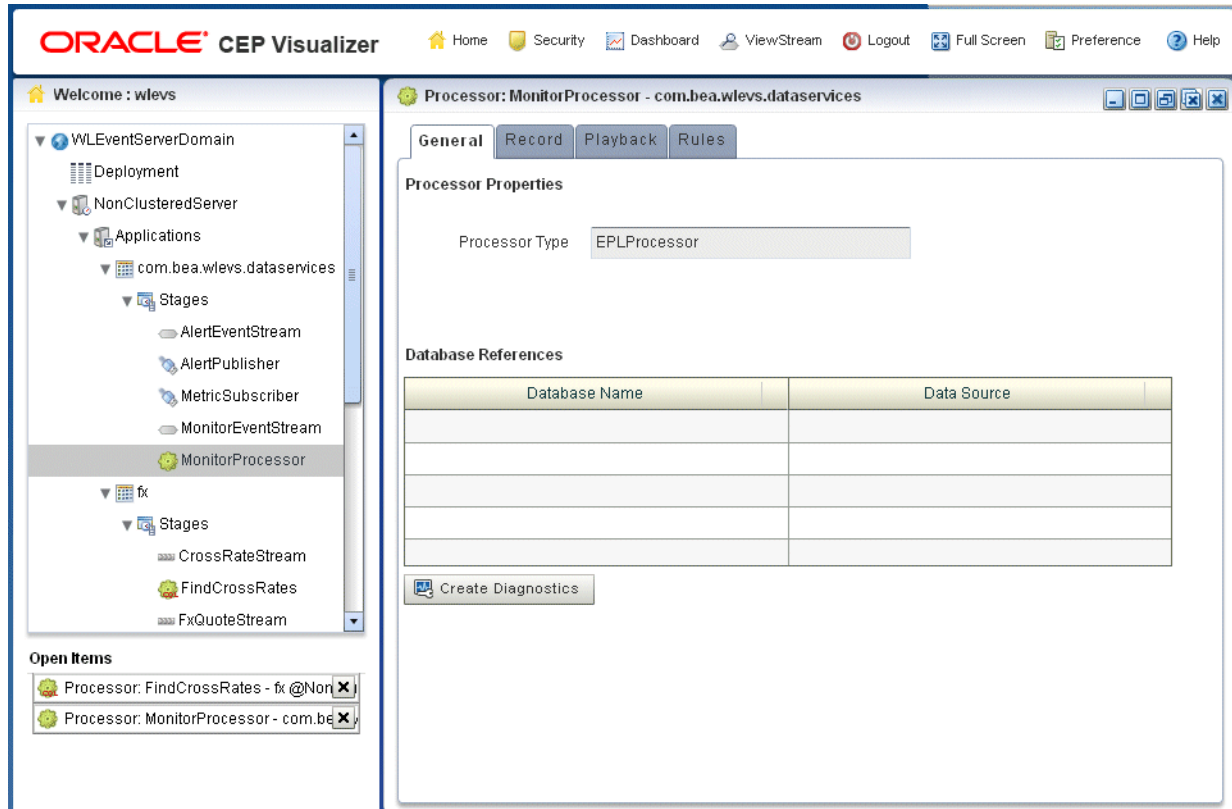 ORACLE CEP Visualizer
Home Security Dashboard ViewStream Logout Full Screen Preference Help
Welcome : wlevs
WLEventServerDomain
Deployment
NonClusteredServer
Applications
com.bea.wlevs.dataservices
Stages
AlertEventStream
AlertPublisher
MetricSubscriber
MonitorEventStream
MonitorProcessor
fx
Stages
CrossRateStream
FindCrossRates
FxQuoteStream
Open Items
Processor: FindCrossRates - fx @Non
Processor: MonitorProcessor - com.be
Processor: MonitorProcessor - com.bea.wlevs.dataservices
General Record Playback Rules
Processor Properties
Processor Type EPLProcessor
Database References
Database Name Data Source
Create Diagnostics